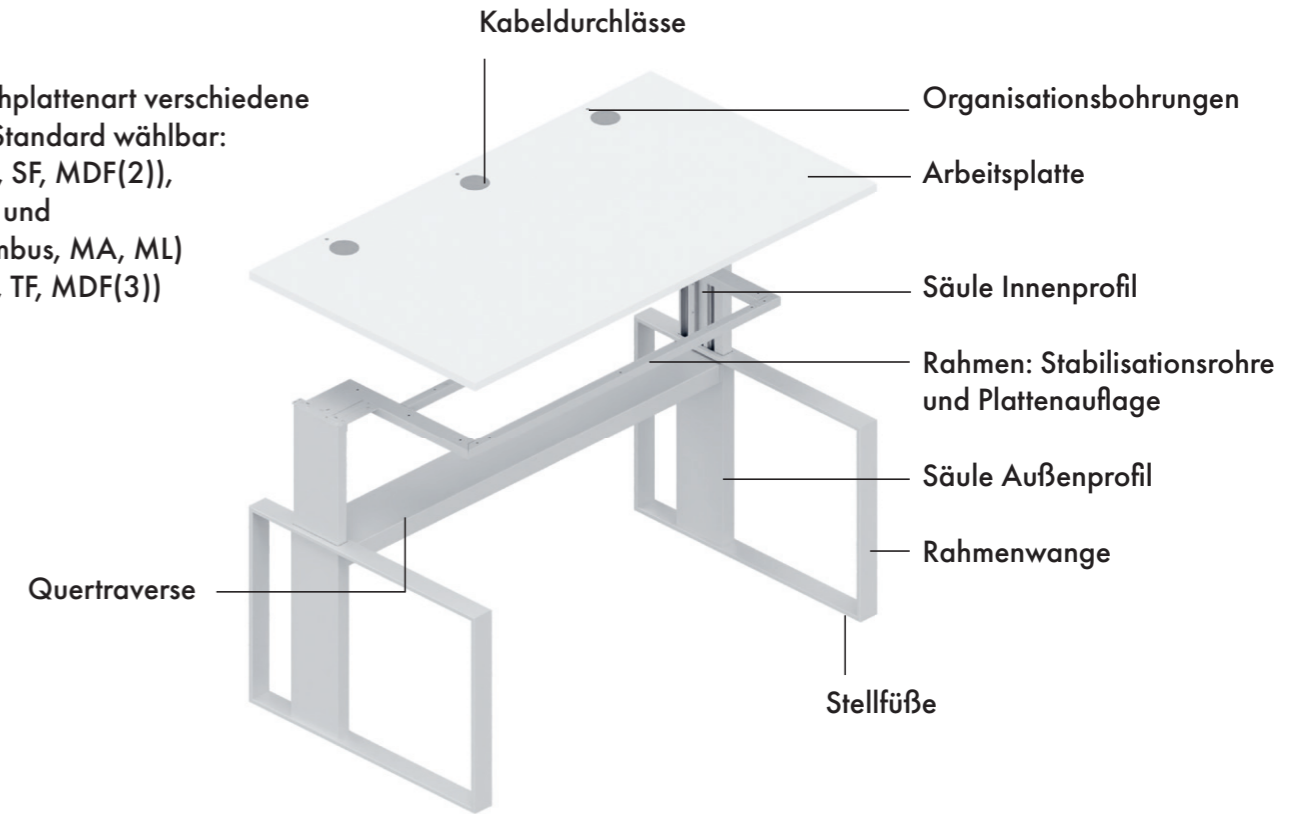 Kabeldurchlässe
hplattenart verschiedene
Standard wählbar:
, SF, MDF(2)),
und
nbus, MA, ML)
, TF, MDF(3))
Organisationsbohrungen
Arbeitsplatte
Säule Innenprofil
Rahmen: Stabilisationsrohre
und Plattenauflage
Säule Außenprofil
Rahmenwange
Quertraverse
Stellfüße